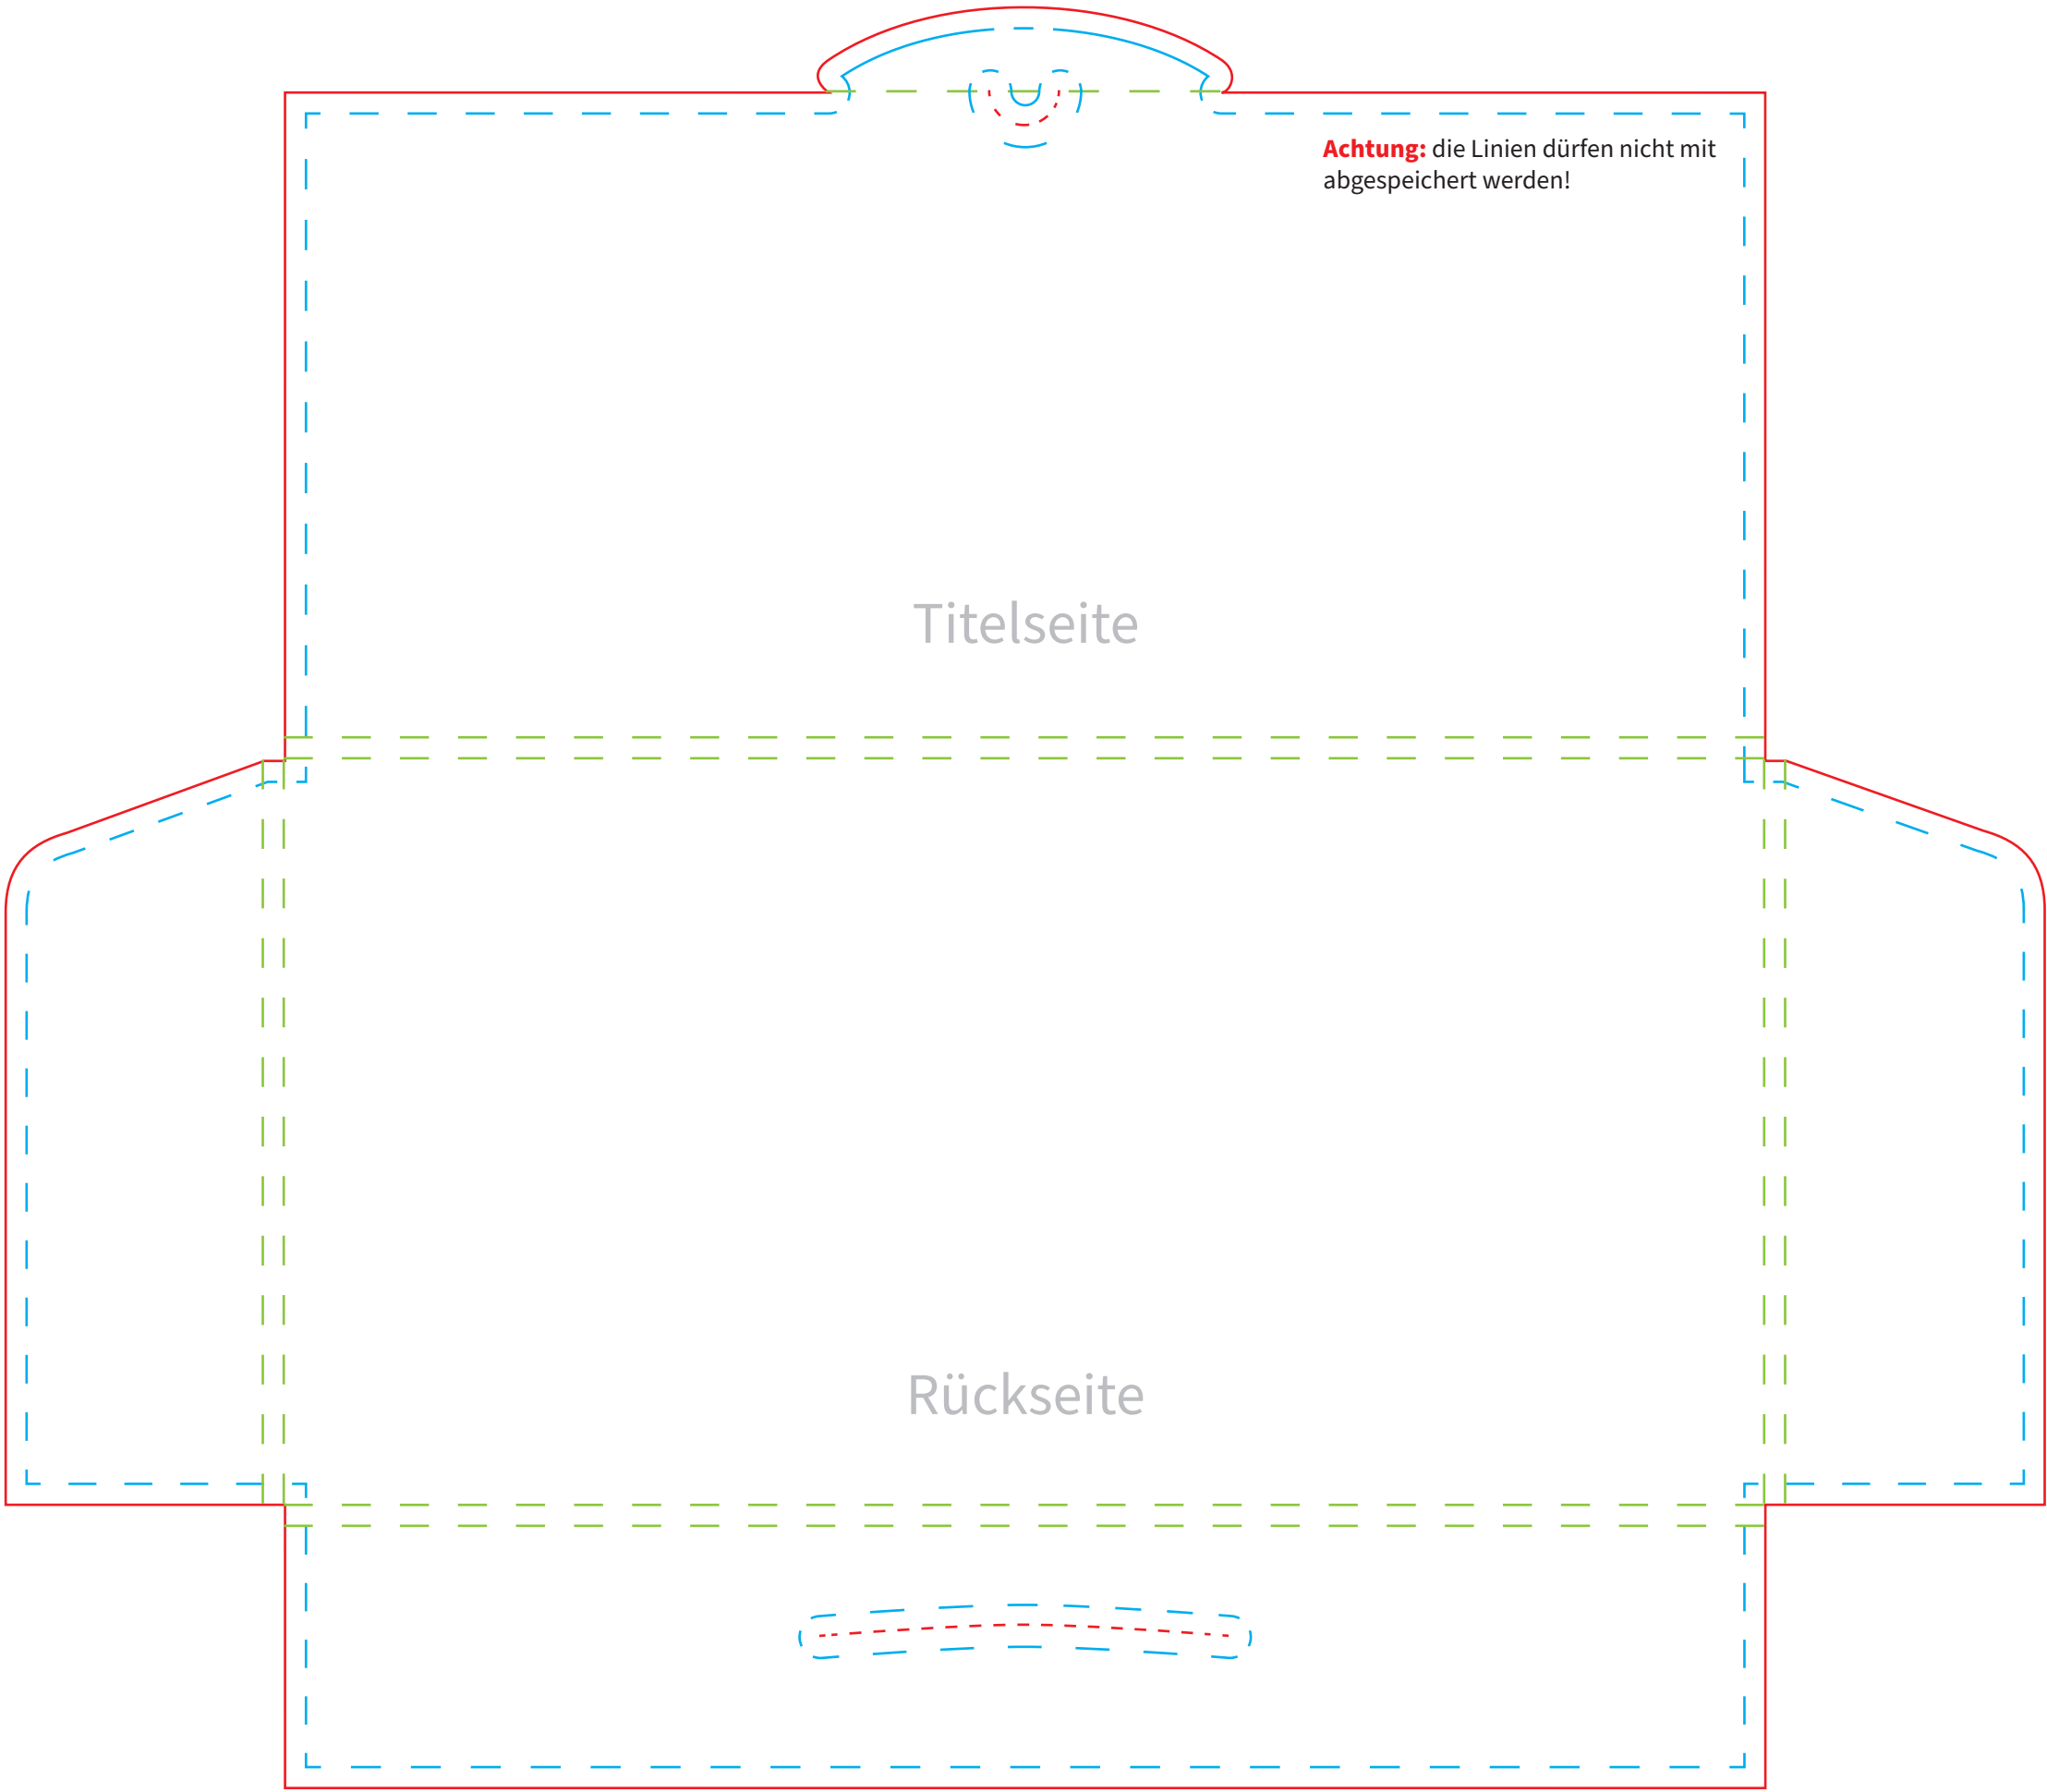 Achtung: die Linien dürfen nicht mit
abgespeichert werden!
Titelseite
Rückseite